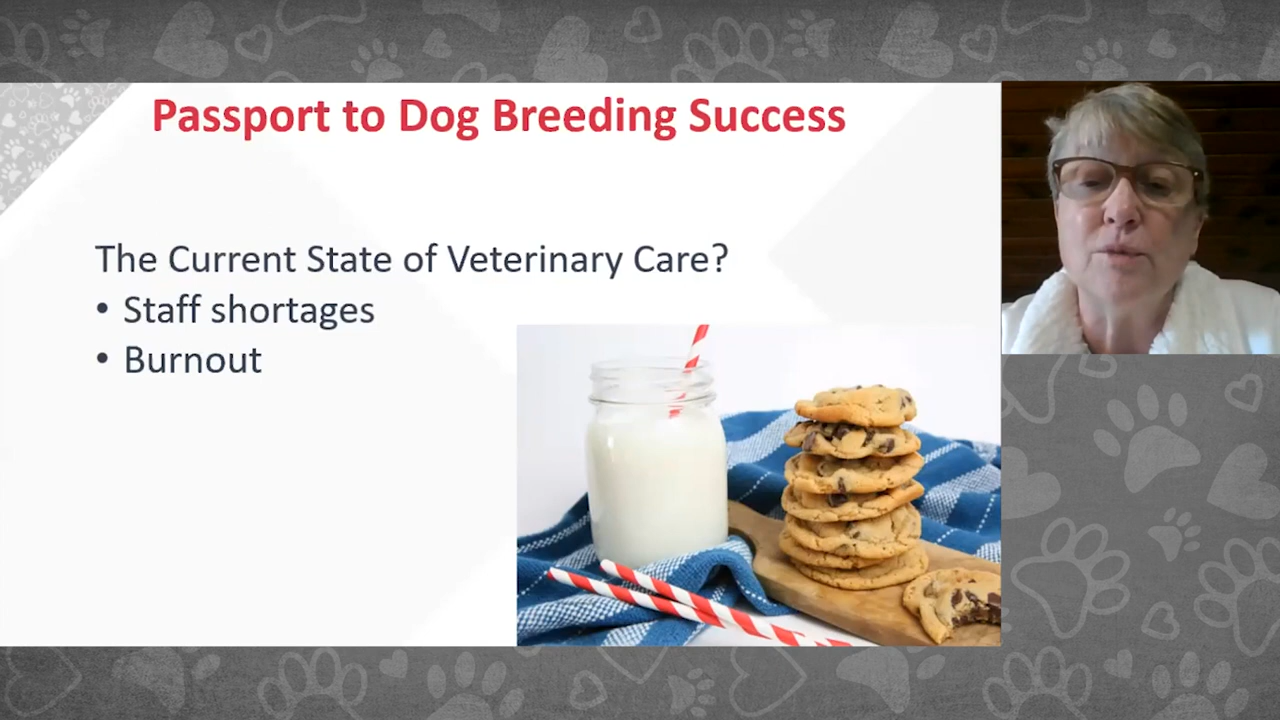 Passport to Dog Breeding Success
The Current State of Veterinary Care?
• Staff shortages
• Burnout